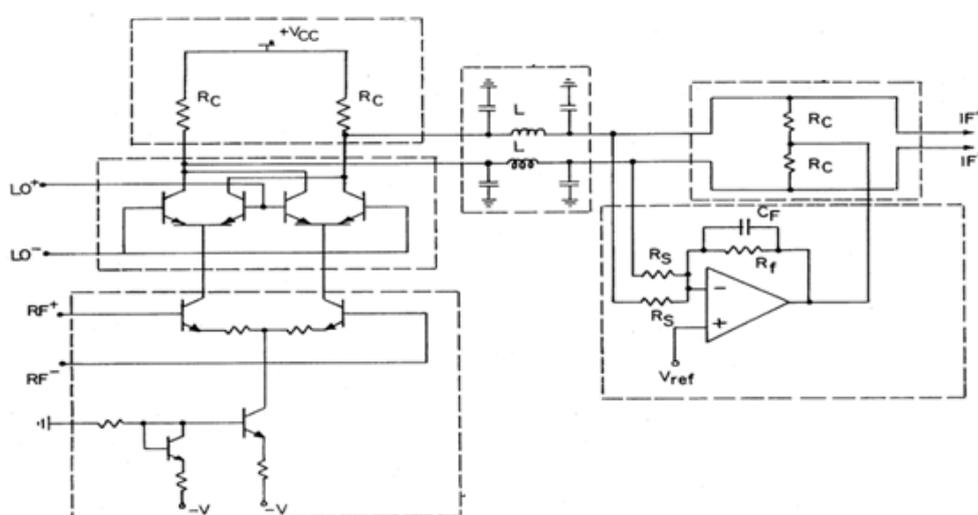 +VCC
RC
RC
L
L
RC
RC
IF+
IF
LO+
LO-
CF
RS
Rf
RS
-
+
Vref
RF+
RF-
-V
-V